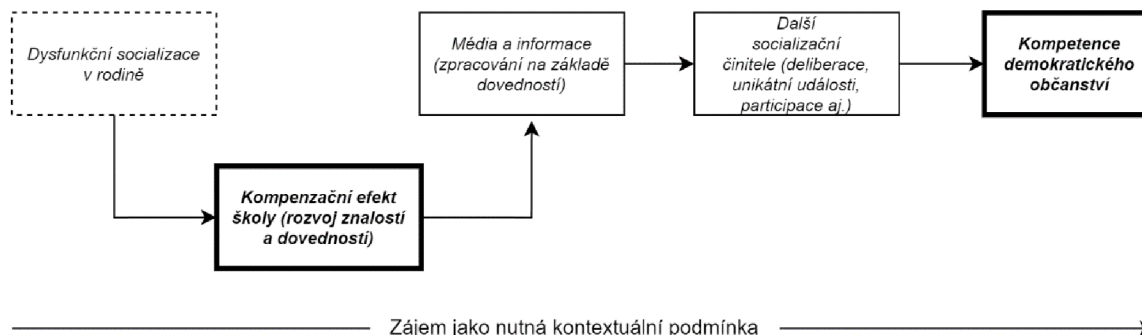 Dysfunkční socializace
v rodině
Kompenzační efekt
školy (rozvoj znalostí
a dovedností)
Média a informace
(zpracování na základě
dovedností)
Další
socializační
činitele (deliberace,
unikátní události,
participace aj.)
Kompetence
demokratického
občanství
Zájem jako nutná kontextuální podmínka